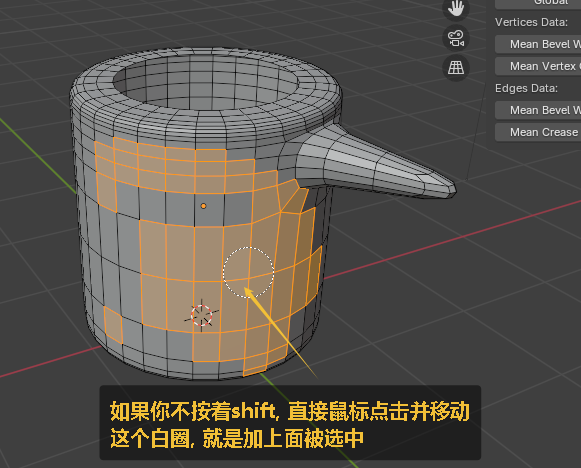 Global
Vertices Data:
Mean Bevel W
Mean Vertex C
Edges Data:
Mean Bevel W
Mean Crease
如果你不按着shift, 直接鼠标点击并移动
这个白圈, 就是加上面被选中